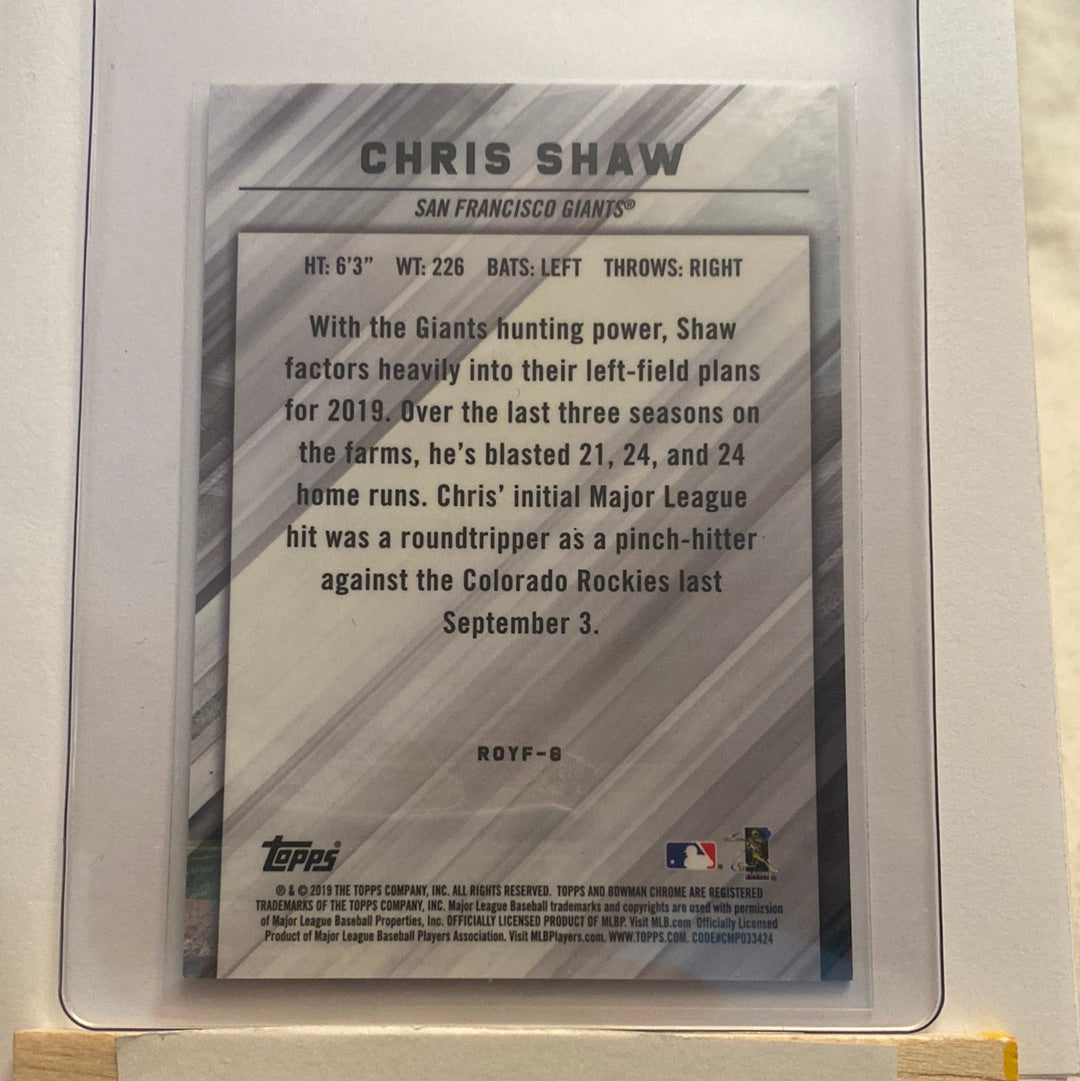 CHRIS SHAW
SAN FRANCISCO GIANTS®
HT: 6'3” WT: 226 BATS: LEFT THROWS: RIGHT
With the Giants hunting power, Shaw
factors heavily into their left-field plans
for 2019. Over the last three seasons on
the farms, he's blasted 21, 24, and 24
home runs. Chris’ initial Major League
hit was a roundtripper as a pinch-hitter
against the Colorado Rockies last
September 3.
ROYF-8
Topps®
® & © 2019 THE TOPPS COMPANY, INC. ALL RIGHTS RESERVED. TOPPS AND BOWMAN CHROME ARE REGISTERED
TRADEMARKS OF THE TOPPS COMPANY, INC. Major League Baseball trademarks and copyrights are used with permission
of Major League Baseball Properties, Inc. OFFICIALLY LICENSED PRODUCT OF MLBP. Visit MLB.com Officially Licensed
Product of Major League Baseball Players Association. Visit MLBPlayers.com. WWW.TOPPS.COM. CODE#CMP033424